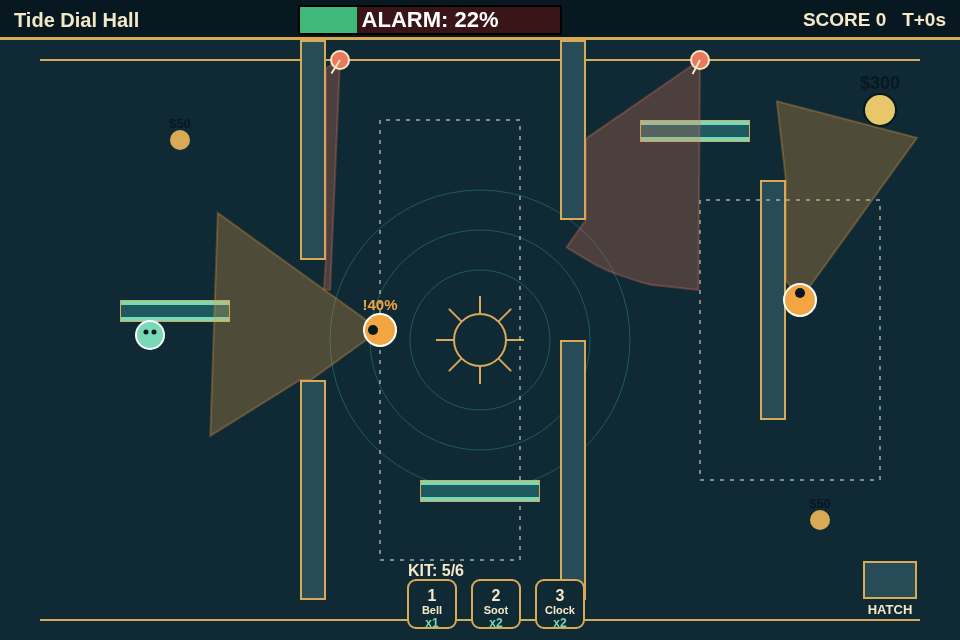 Tide Dial Hall
ALARM: 22%
SCORE 0 T+0s
$300
$50
!40%
$50
KIT: 5/6
1
Bell
x1
2
Soot
x2
3
Clock
x2
HATCH